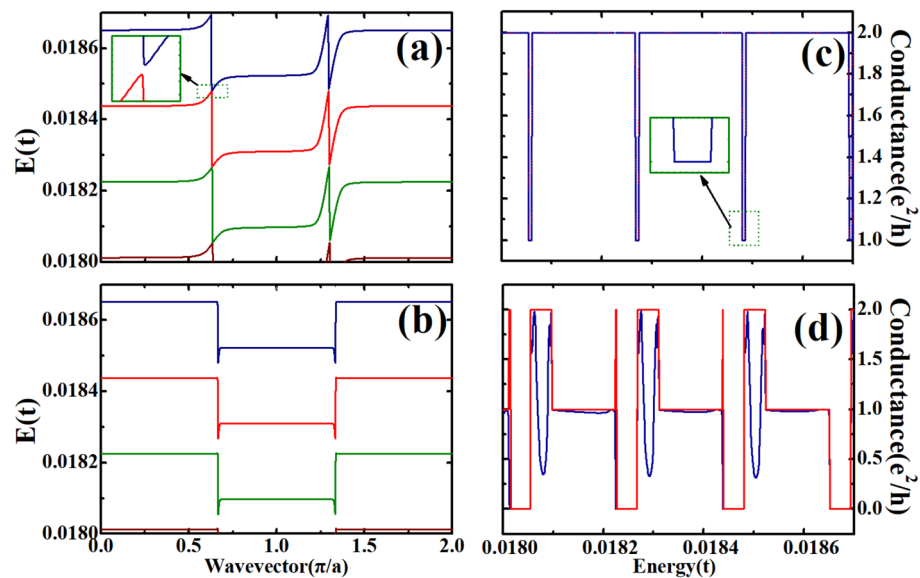 (a)
E(t)
0.0186
0.0184
0.0182
0.0180
(c)
Conductance(e²/h)
2.0
1.8
1.6
1.4
1.2
1.0
(b)
E(t)
0.0186
0.0184
0.0182
0.0180
0.0 0.5 1.0 1.5 2.0
Wavevector(π/a)
(d)
Conductance(e²/h)
2.0
1.5
1.0
0.5
0.0
0.0180 0.0182 0.0184 0.0186
Energy(t)